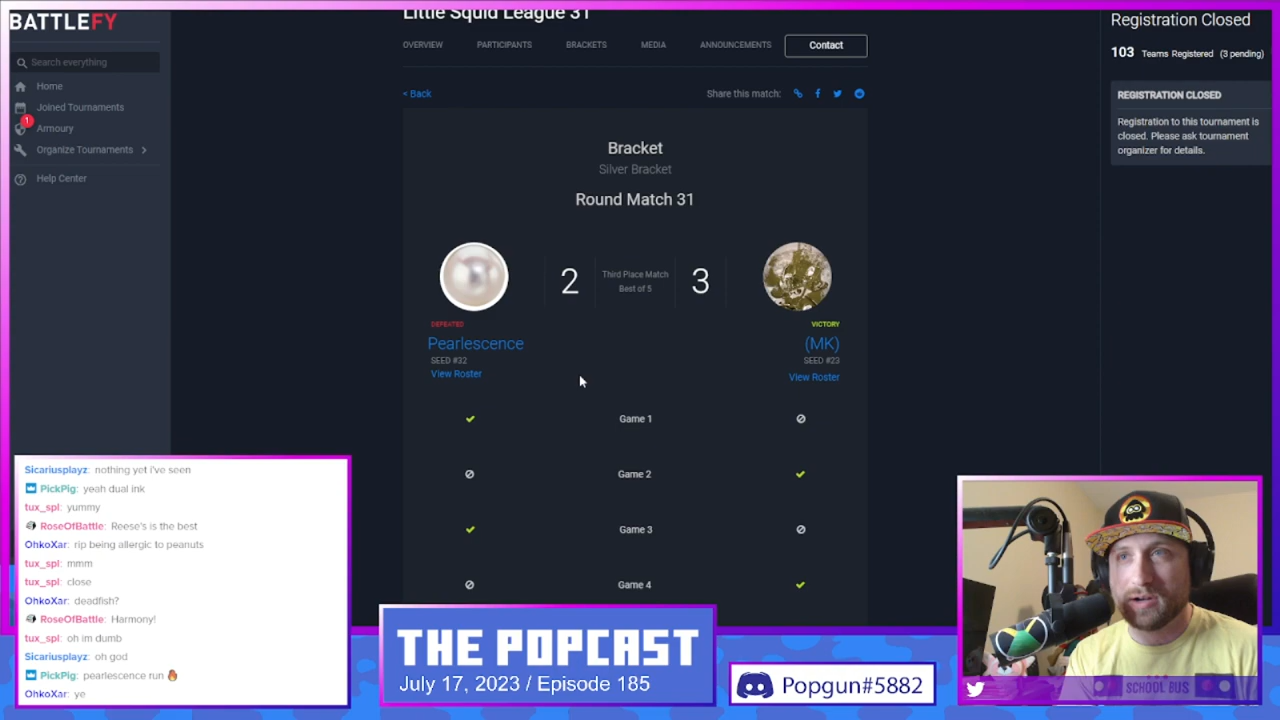 BATTLEFY
Search everything
Home
Joined Tournaments
1
Armoury
Organize Tournaments
Help Center
Little Squid League 31
OVERVIEW
PARTICIPANTS
BRACKETS
MEDIA
ANNOUNCEMENTS
Contact
< Back
Share this match:
Bracket
Silver Bracket
Round Match 31
2
Third Place Match
Best of 5
3
DEFEATED
Pearlescence
SEED #32
View Roster
VICTORY
(MK)
SEED #23
View Roster
Game 1
Game 2
Game 3
Game 4
Registration Closed
103 Teams Registered (3 pending)
REGISTRATION CLOSED
Registration to this tournament is
closed. Please ask tournament
organizer for details.
Sicariusplayz: nothing yet i've seen
PickPig: yeah dual ink
tux_spl: yummy
RoseOfBattle: Reese's is the best
OhkoXar: rip being allergic to peanuts
tux_spl: mmm
tux_spl: close
OhkoXar: deadfish?
RoseOfBattle: Harmony!
tux_spl: oh im dumb
Sicariusplayz: oh god
PickPig: pearlescence run 🔥
OhkoXar: ye
THE POPCAST
July 17, 2023 / Episode 185
Popgun#5882
SCHOOL BUS